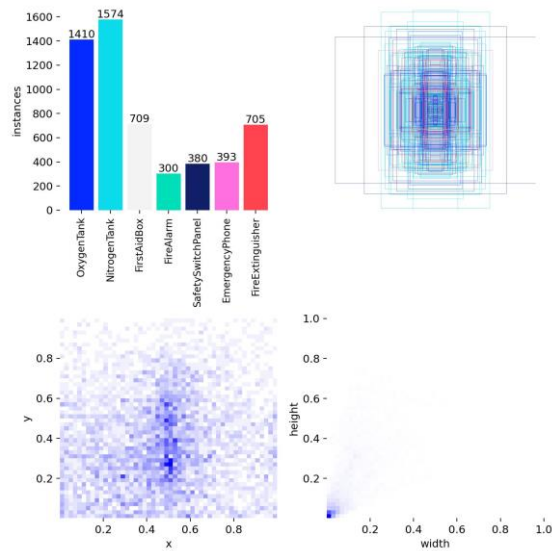 instances
1600
1400
1200
1000
800
600
400
200
0
1410
1574
709
300
380
393
705
OxygenTank
NitrogenTank
FirstAidBox
FireAlarm
SafetySwitchPanel
EmergencyPhone
FireExtinguisher
y
0.8
0.6
0.4
0.2
0.2
0.4
0.6
0.8
x
height
1.0
0.8
0.6
0.4
0.2
0.2
0.4
0.6
0.8
1.0
width